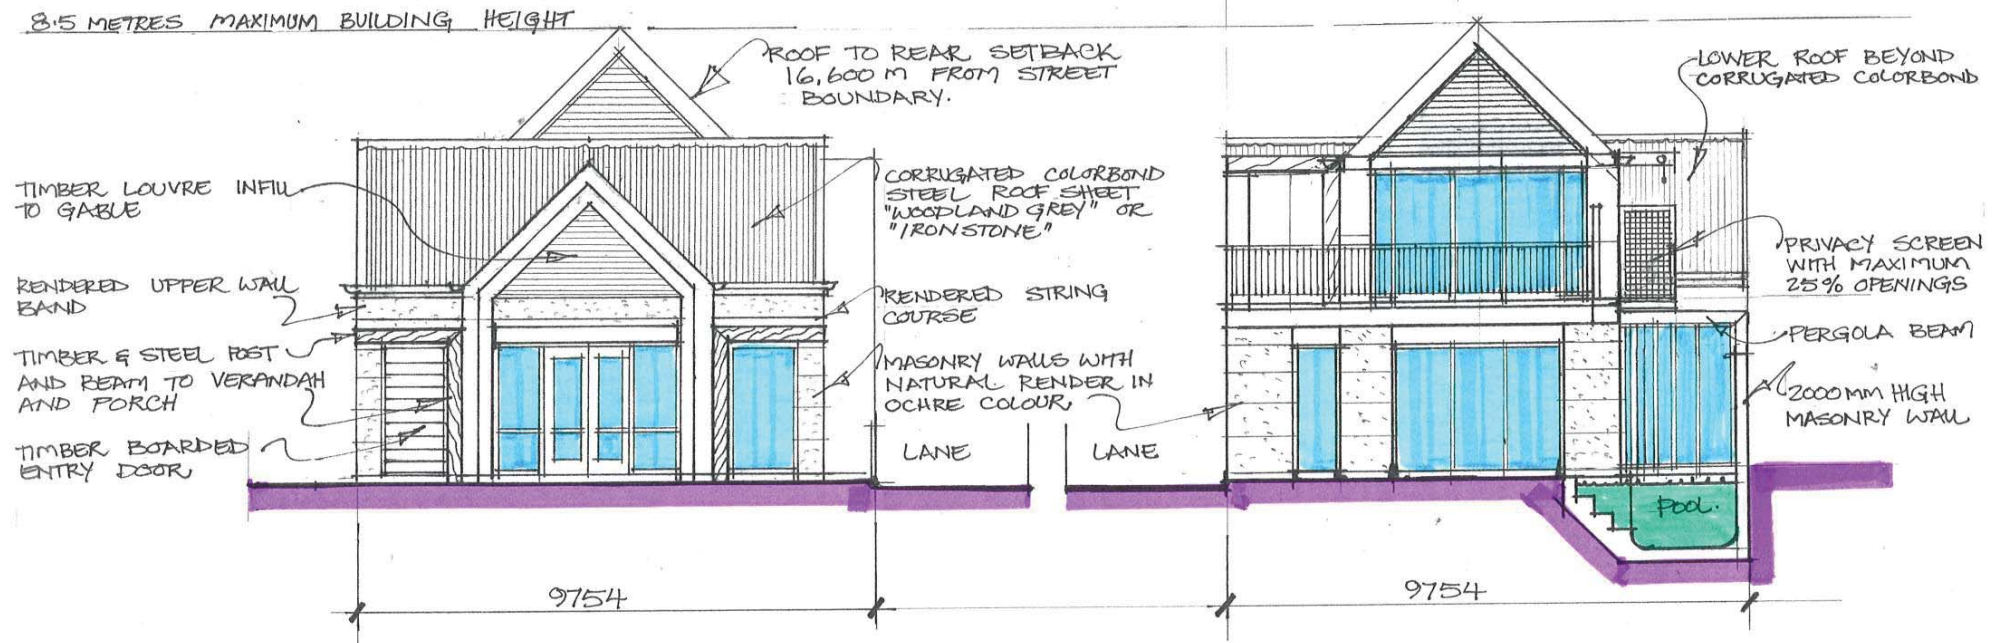 8.5 METRES MAXIMUM BUILDING HEIGHT
ROOF TO REAR SETBACK
16,600 M FROM STREET
BOUNDARY.
LOWER ROOF BEYOND
CORRUGATED COLORBOND
TIMBER LOUVRE INFILL
TO GABLE
CORRUGATED COLORBOND
STEEL ROOF SHEET
"WOODLAND GREY" OR
"IRONSTONE"
PRIVACY SCREEN
WITH MAXIMUM
25% OPENINGS
RENDERED UPPER WALL
BAND
RENDERED STRING
COURSE
PERGOLA BEAM
TIMBER & STEEL POST
AND BEAM TO VERANDAH
AND PORCH
MASONRY WALLS WITH
NATURAL RENDER IN
OCHRE COLOUR
2000MM HIGH
MASONRY WALL
TIMBER BOARDED
ENTRY DOOR
LANE
LANE
POOL.
9754
9754